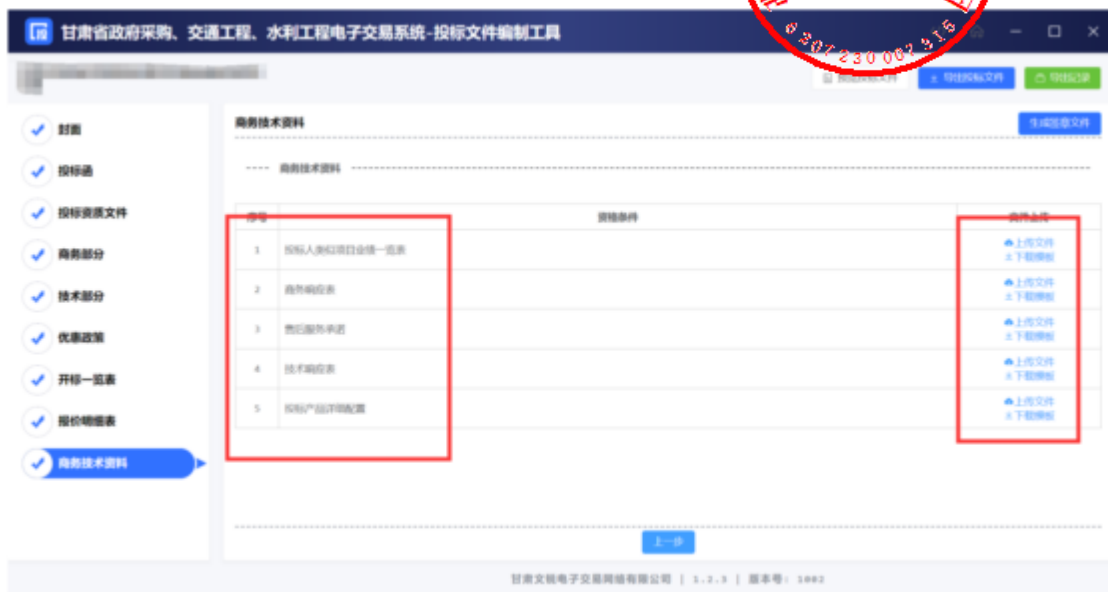 甘肃省政府采购、交通工程、水利工程电子交易系统-投标文件编制工具
6207230007915
导出投标文件
导出记录
封面
商务技术资料
生成签章文件
投标函
商务技术资料
投标资质文件
序号 资格条件 文件上传
商务部分
1 投标人类似项目业绩一览表 上传文件
下载模板
技术部分
2 商务响应表 上传文件
下载模板
优惠政策
3 售后服务承诺 上传文件
下载模板
开标一览表
4 技术响应表 上传文件
下载模板
报价明细表
5 投标产品详细配置 上传文件
下载模板
商务技术资料
上一步
甘肃文锐电子交易网络有限公司 | 1.2.3 | 版本号: 1002